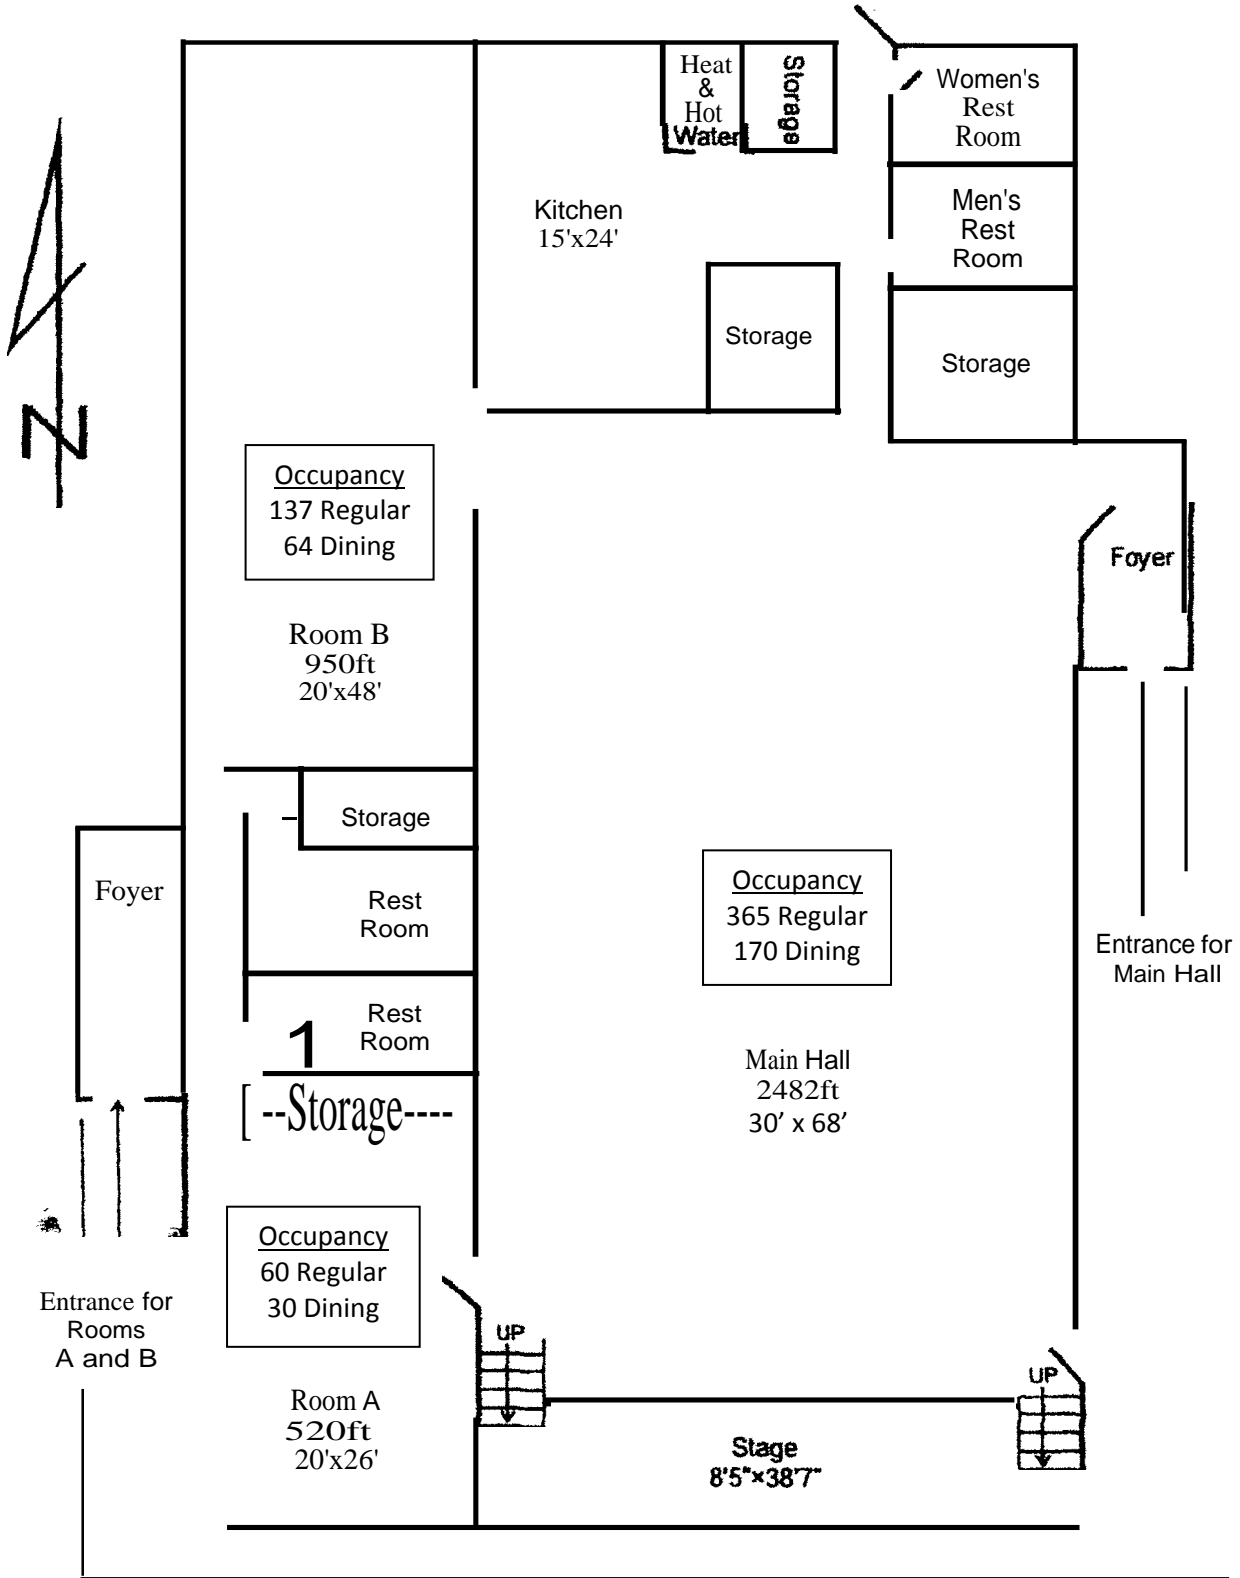 Heat
&
Hot
Water
Storage
Women's
Rest
Room
Kitchen
15'x24'
Men's
Rest
Room
Storage
Storage
N
Occupancy
137 Regular
64 Dining
Foyer
Room B
950ft
20'x48'
Storage
Foyer
Rest
Room
Occupancy
365 Regular
170 Dining
Entrance for
Main Hall
Rest
Room
1
[ --Storage----
Main Hall
2482ft
30’ x 68’
Occupancy
60 Regular
30 Dining
Entrance for
Rooms
A and B
UP
UP
Room A
520ft
20'x26'
Stage
8'5"x38'7"